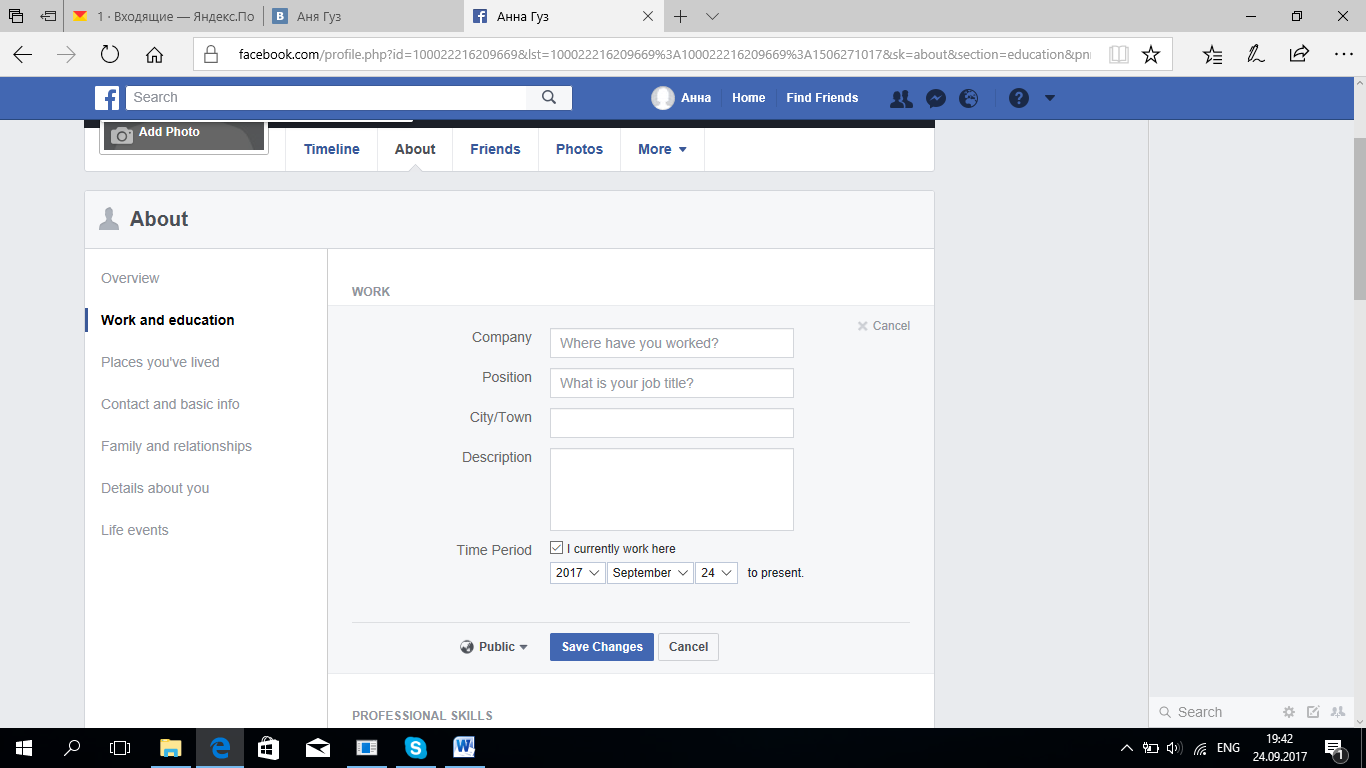 1 · Входящие — Яндекс.По
Аня Гуз
Анна Гуз
facebook.com/profile.php?id=100022216209669&lst=100022216209669%3A100022216209669%3A1506271017&sk=about&section=education&pn
Search
Анна
Home
Find Friends
Add Photo
Timeline
About
Friends
Photos
More
About
Overview
Work and education
Places you've lived
Contact and basic info
Family and relationships
Details about you
Life events
WORK
Cancel
Company
Where have you worked?
Position
What is your job title?
City/Town
Description
Time Period
I currently work here
2017 September 24 to present.
Public
Save Changes
Cancel
PROFESSIONAL SKILLS
Search
ENG
19:42
24.09.2017
1